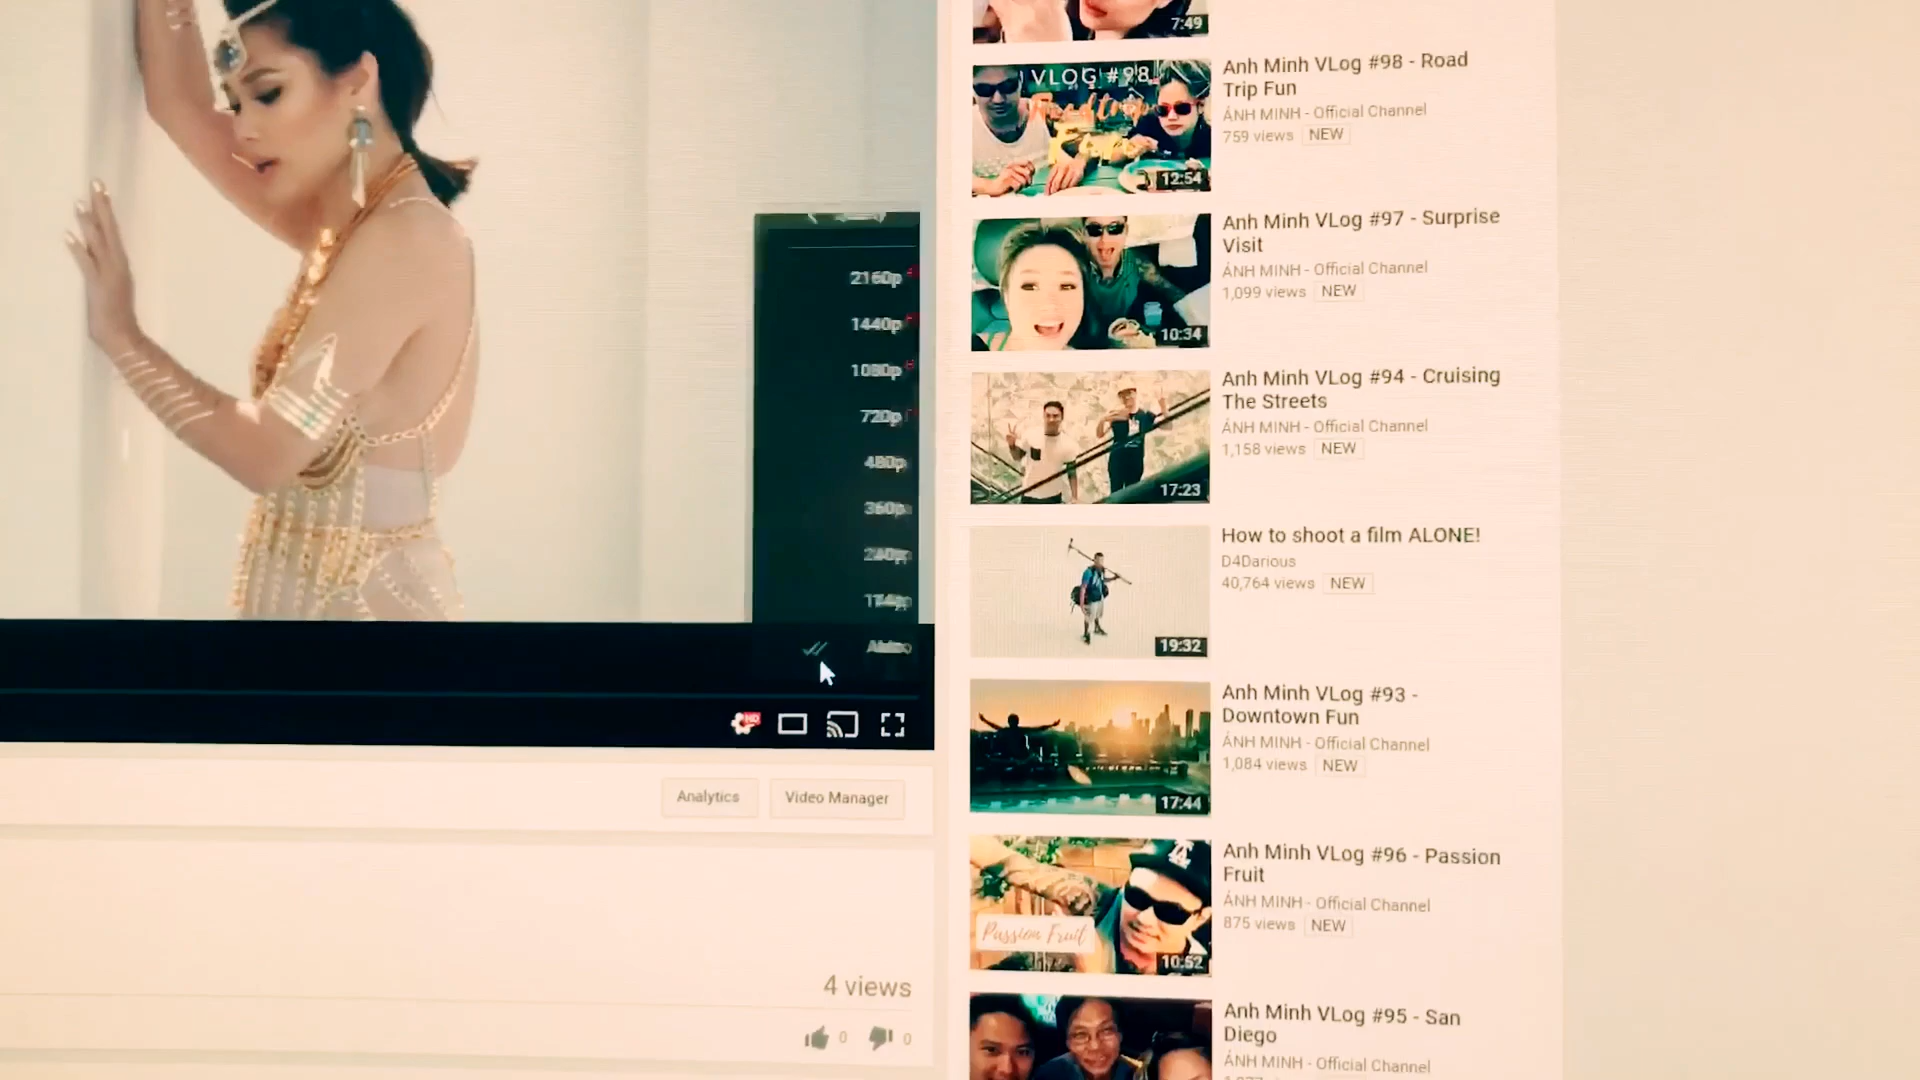 2160p
1440p
1080p
720p
480p
360p
240p
144p
Auto
HD
Analytics
Video Manager
4 views
0
0
7:49
VLOG #98
Roadtrip
12:54
Anh Minh VLog #98 - Road
Trip Fun
ÁNH MINH - Official Channel
759 views NEW
10:34
Anh Minh VLog #97 - Surprise
Visit
ÁNH MINH - Official Channel
1,099 views NEW
17:23
Anh Minh VLog #94 - Cruising
The Streets
ÁNH MINH - Official Channel
1,158 views NEW
19:32
How to shoot a film ALONE!
D4Darious
40,764 views NEW
17:44
Anh Minh VLog #93 -
Downtown Fun
ÁNH MINH - Official Channel
1,084 views NEW
LA
Passion Fruit
10:52
Anh Minh VLog #96 - Passion
Fruit
ÁNH MINH - Official Channel
875 views NEW
Anh Minh VLog #95 - San
Diego
ÁNH MINH - Official Channel